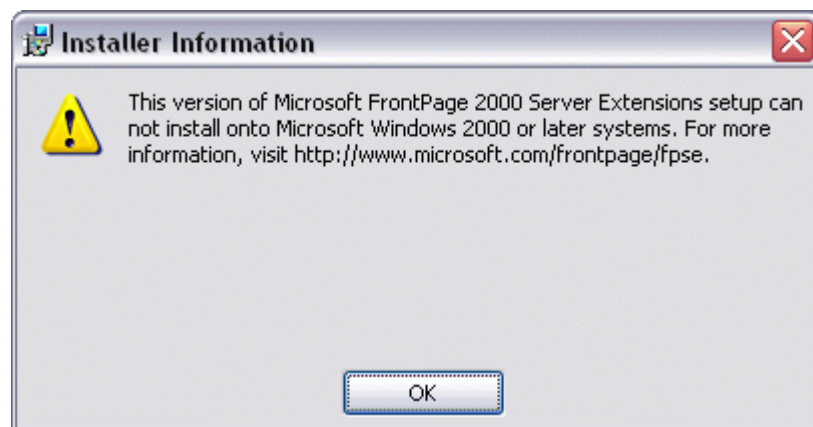 Installer Information
This version of Microsoft FrontPage 2000 Server Extensions setup can
not install onto Microsoft Windows 2000 or later systems. For more
information, visit http://www.microsoft.com/frontpage/fpse.
OK